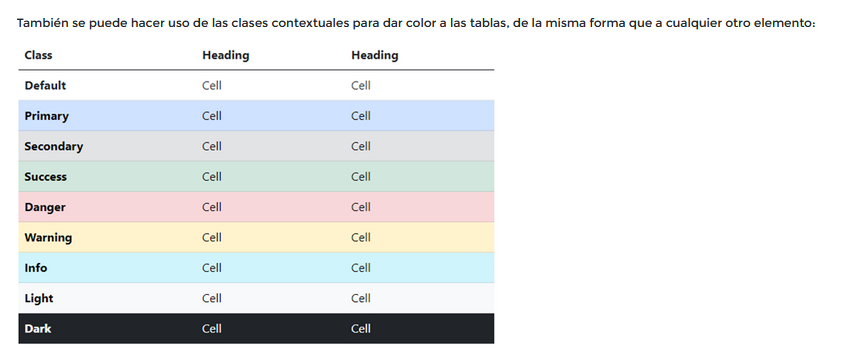 También se puede hacer uso de las clases contextuales para dar color a las tablas, de la misma forma que a cualquier otro elemento:
Class Heading Heading
Default Cell Cell
Primary Cell Cell
Secondary Cell Cell
Success Cell Cell
Danger Cell Cell
Warning Cell Cell
Info Cell Cell
Light Cell Cell
Dark Cell Cell